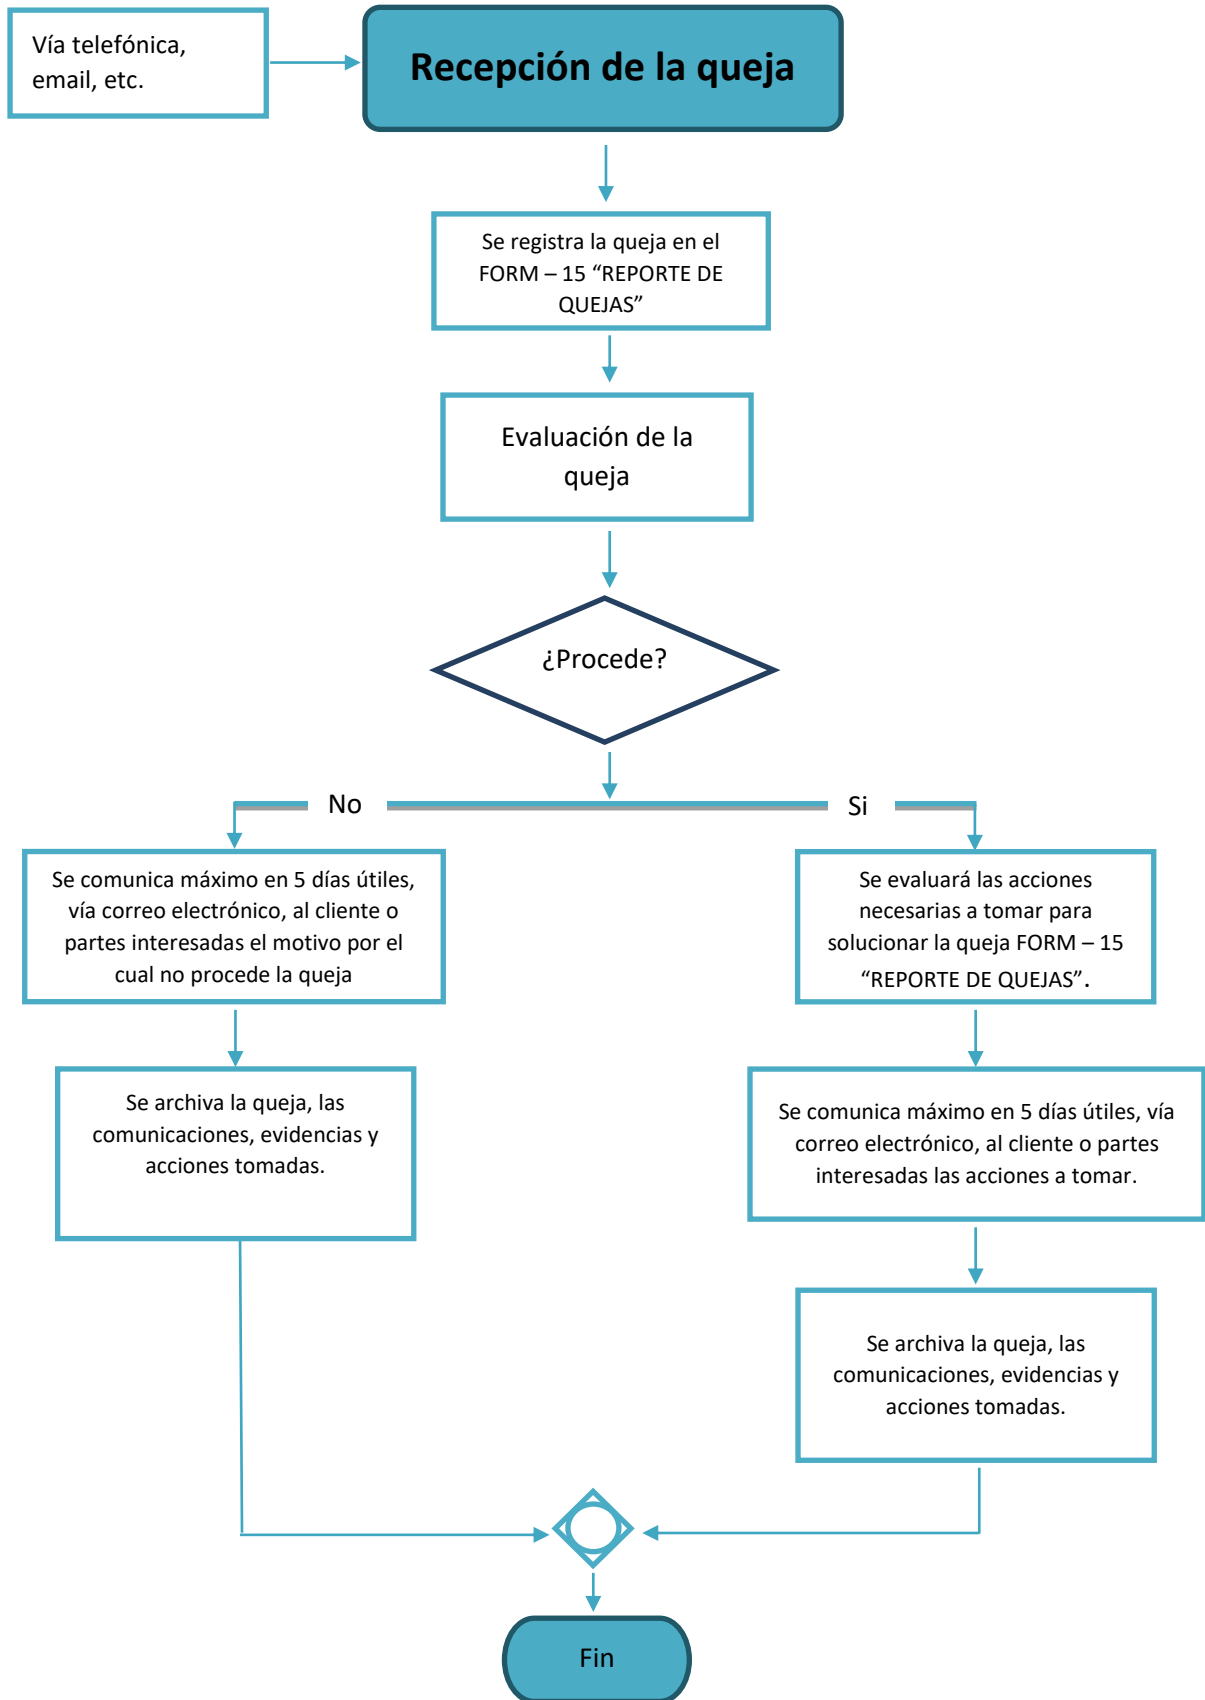 Vía telefónica,
email, etc.
Recepción de la queja
Se registra la queja en el
FORM – 15 “REPORTE DE
QUEJAS”
Evaluación de la
queja
¿Procede?
No
Si
Se comunica máximo en 5 días útiles,
vía correo electrónico, al cliente o
partes interesadas el motivo por el
cual no procede la queja
Se evaluará las acciones
necesarias a tomar para
solucionar la queja FORM – 15
“REPORTE DE QUEJAS”.
Se archiva la queja, las
comunicaciones, evidencias y
acciones tomadas.
Se comunica máximo en 5 días útiles, vía
correo electrónico, al cliente o partes
interesadas las acciones a tomar.
Se archiva la queja, las
comunicaciones, evidencias y
acciones tomadas.
Fin